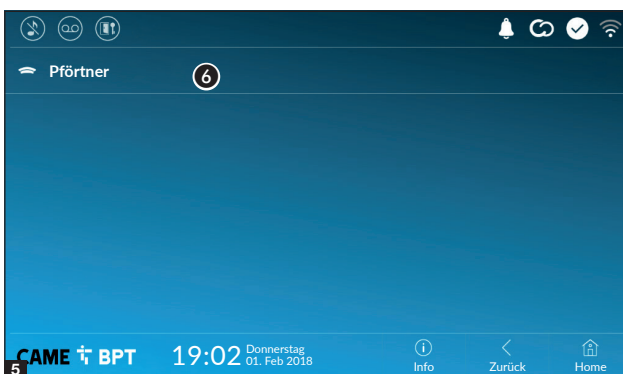 Pförtner 6
CAME BPT 19:02 Donnerstag
01. Feb 2018
Info Zurück Home
5